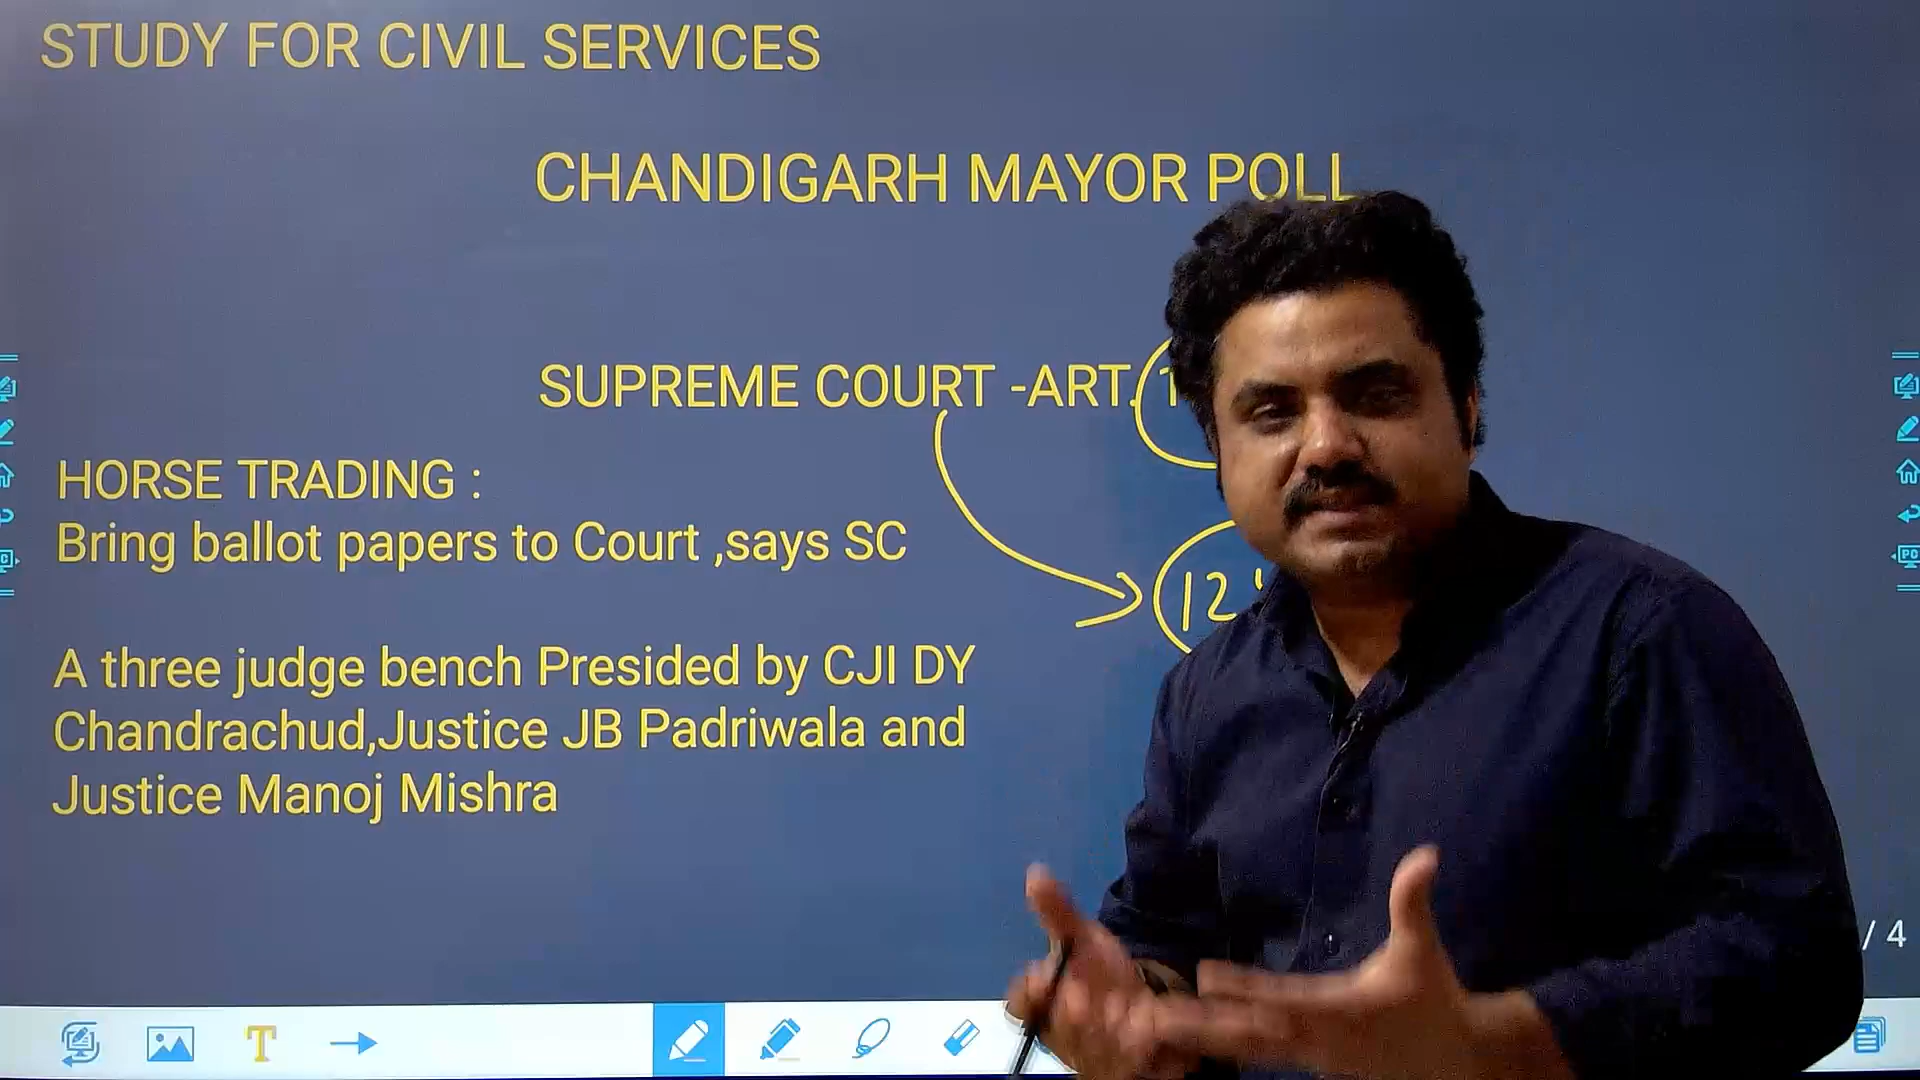 STUDY FOR CIVIL SERVICES
CHANDIGARH MAYOR POLL
SUPREME COURT -ART.
HORSE TRADING :
Bring ballot papers to Court ,says SC
A three judge bench Presided by CJI DY
Chandrachud,Justice JB Padriwala and
Justice Manoj Mishra
/ 4
T
PC